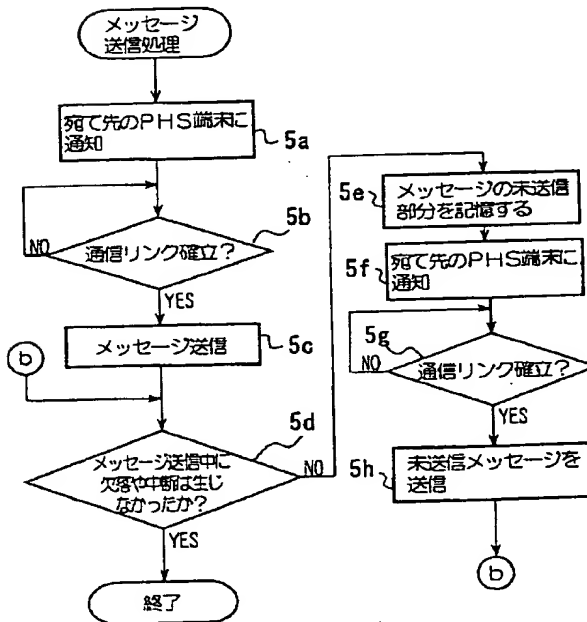 メッセージ
送信処理
宛て先のPHS端末に
通知
5a
5b
NO
通信リンク確立?
YES
メッセージ送信
5c
b
5d
メッセージ送信中に
欠落や中断は生じ
なかったか?
NO
YES
終了
5e
メッセージの未送信
部分を記憶する
5f
宛て先のPHS端末に
通知
5g
NO
通信リンク確立?
YES
5h
未送信メッセージを
送信
b